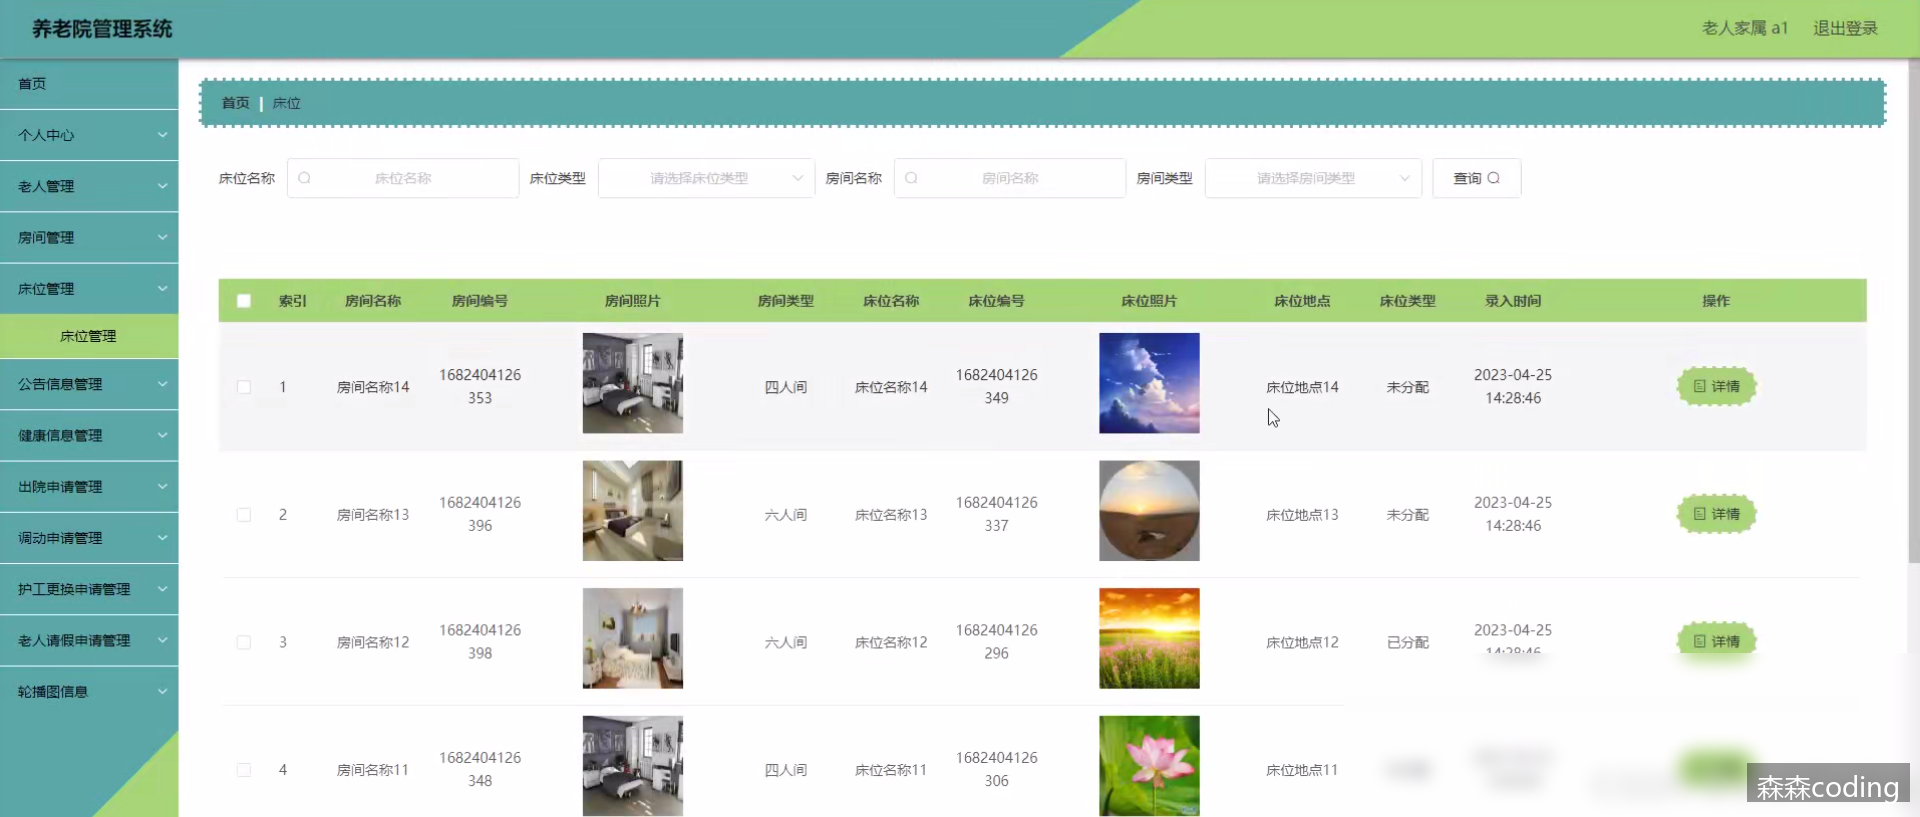 养老院管理系统
老人家属 a1
退出登录
首页
个人中心
老人管理
房间管理
床位管理
床位管理
公告信息管理
健康信息管理
出院申请管理
调动申请管理
护工更换申请管理
老人请假申请管理
轮播图信息
首页 | 床位
床位名称 床位名称 床位类型 请选择床位类型 房间名称 房间名称 房间类型 请选择房间类型 查询
索引 房间名称 房间编号 房间照片 房间类型 床位名称 床位编号 床位照片 床位地点 床位类型 录入时间 操作
1 房间名称14 1682404126353 四人间 床位名称14 1682404126349 床位地点14 未分配 2023-04-25 14:28:46 详情
2 房间名称13 1682404126396 六人间 床位名称13 1682404126337 床位地点13 未分配 2023-04-25 14:28:46 详情
3 房间名称12 1682404126398 六人间 床位名称12 1682404126296 床位地点12 已分配 2023-04-25 14:28:46 详情
4 房间名称11 1682404126348 四人间 床位名称11 1682404126306 床位地点11
森森coding